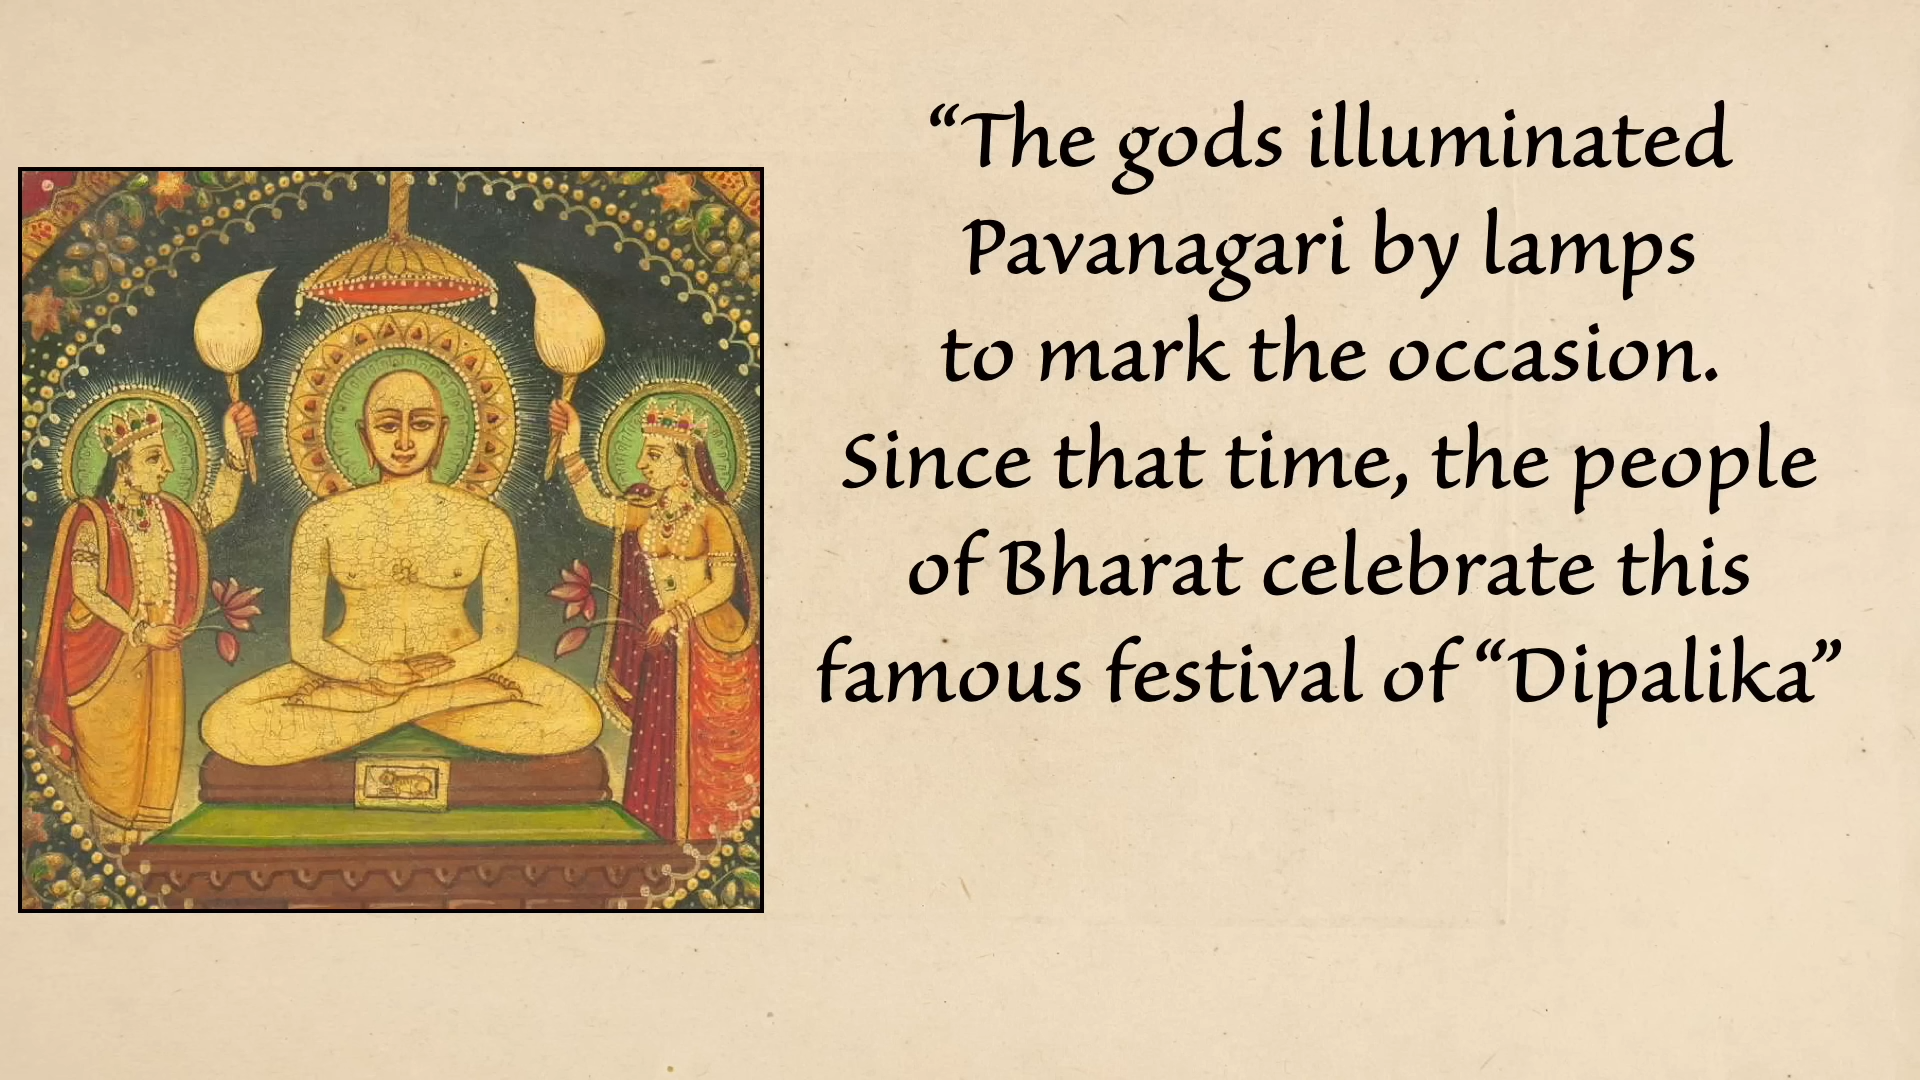 “The gods illuminated
Pavanagari by lamps
to mark the occasion.
Since that time, the people
of Bharat celebrate this
famous festival of “Dipalika”